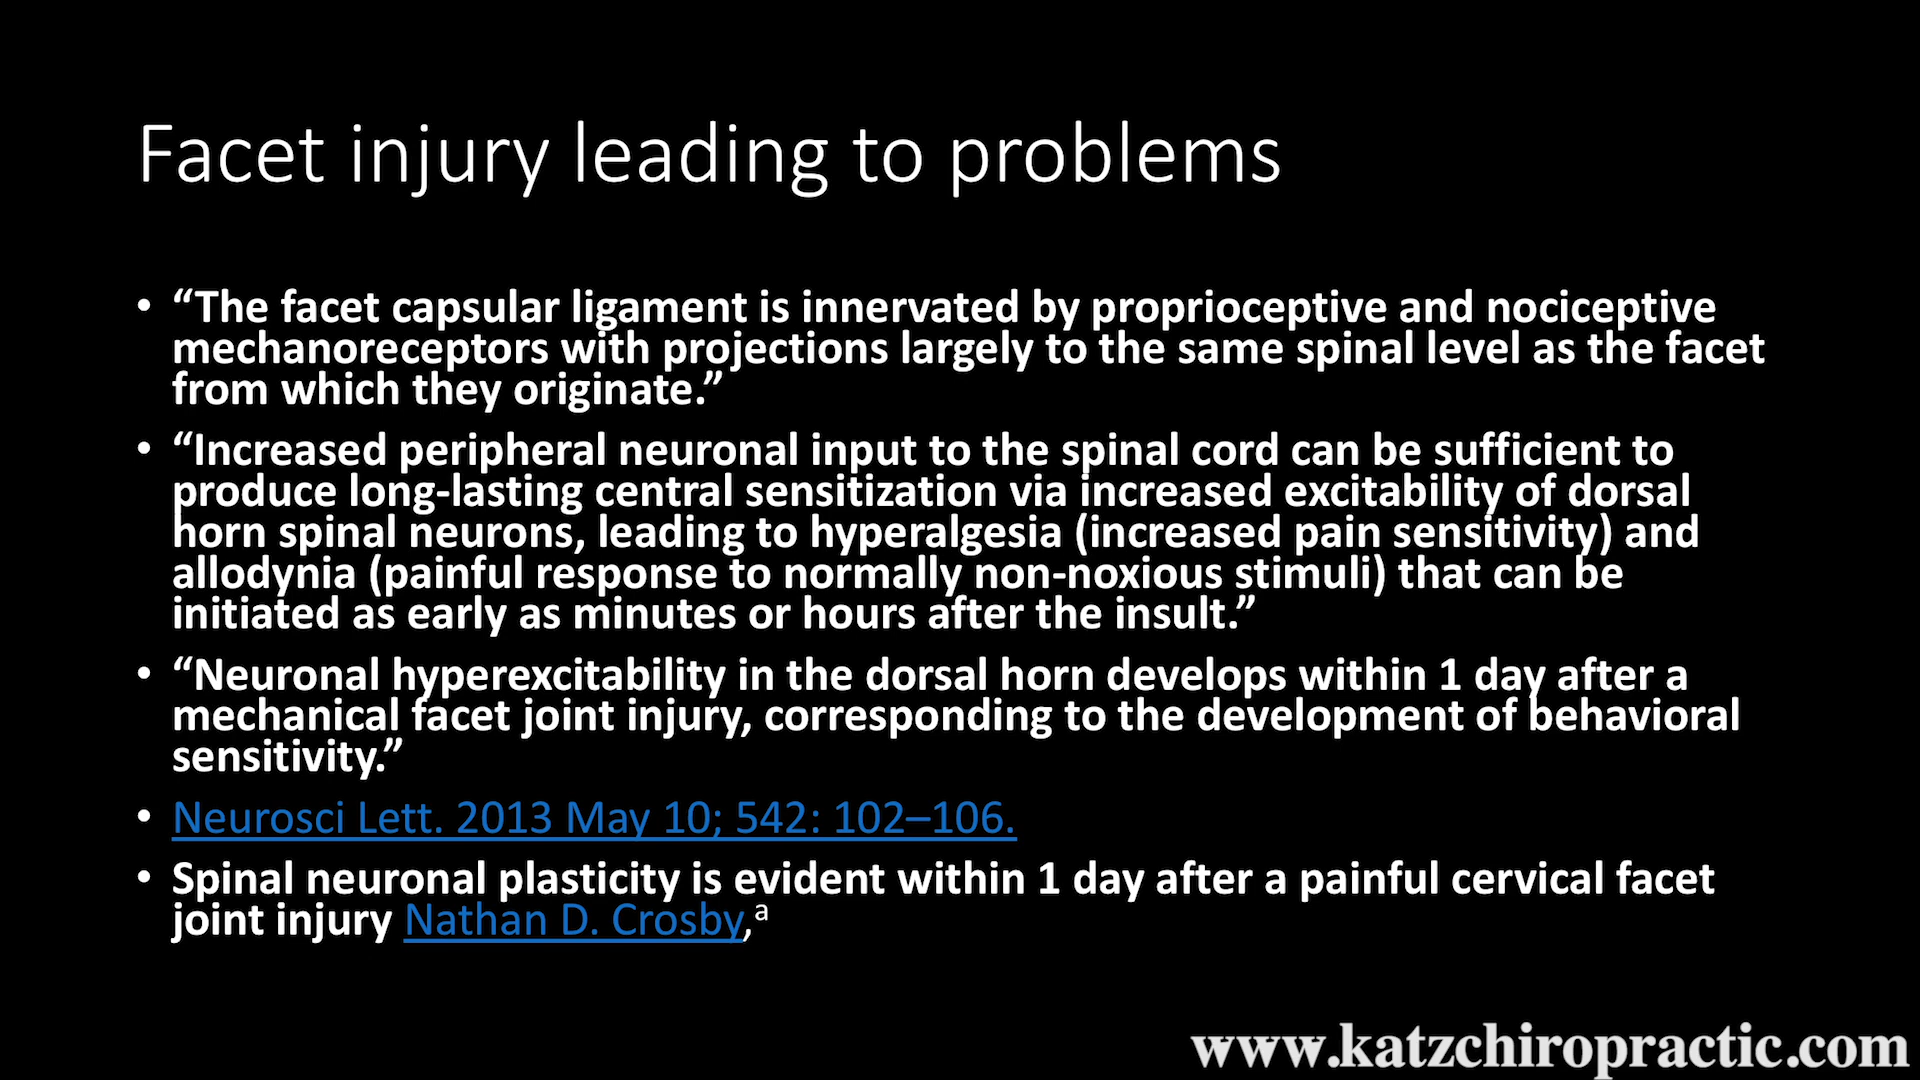 Facet injury leading to problems
• “The facet capsular ligament is innervated by proprioceptive and nociceptive
mechanoreceptors with projections largely to the same spinal level as the facet
from which they originate.”
• “Increased peripheral neuronal input to the spinal cord can be sufficient to
produce long-lasting central sensitization via increased excitability of dorsal
horn spinal neurons, leading to hyperalgesia (increased pain sensitivity) and
allodynia (painful response to normally non-noxious stimuli) that can be
initiated as early as minutes or hours after the insult.”
• “Neuronal hyperexcitability in the dorsal horn develops within 1 day after a
mechanical facet joint injury, corresponding to the development of behavioral
sensitivity.”
• Neurosci Lett. 2013 May 10; 542: 102–106.
• Spinal neuronal plasticity is evident within 1 day after a painful cervical facet
joint injury Nathan D. Crosby,ᵃ
www.katzchiropractic.com